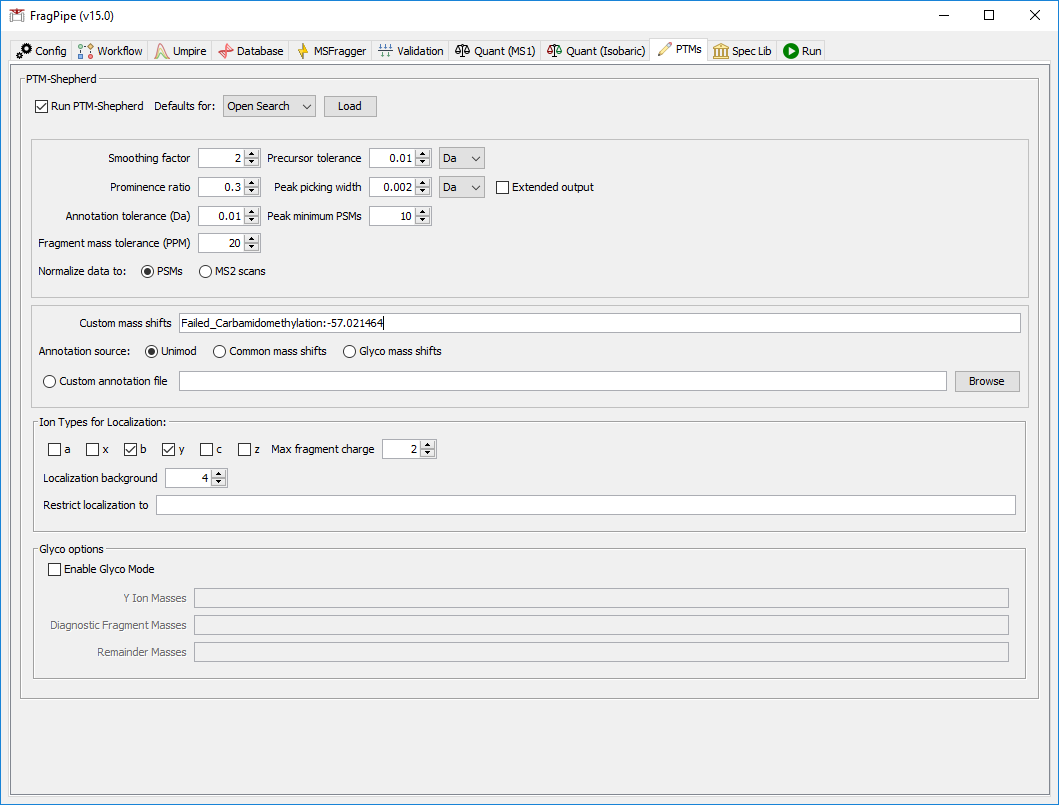 FragPipe (v15.0)
Config Workflow Umpire Database MSFragger Validation Quant (MS1) Quant (Isobaric) PTMs Spec Lib Run
PTM-Shepherd
Run PTM-Shepherd Defaults for: Open Search Load
Smoothing factor 2 Precursor tolerance 0.01 Da
Prominence ratio 0.3 Peak picking width 0.002 Da Extended output
Annotation tolerance (Da) 0.01 Peak minimum PSMs 10
Fragment mass tolerance (PPM) 20
Normalize data to: PSMs MS2 scans
Custom mass shifts Failed_Carbamidomethylation:-57.021464
Annotation source: Unimod Common mass shifts Glyco mass shifts
Custom annotation file Browse
Ion Types for Localization:
a x b y c z Max fragment charge 2
Localization background 4
Restrict localization to
Glyco options
Enable Glyco Mode
Y Ion Masses
Diagnostic Fragment Masses
Remainder Masses